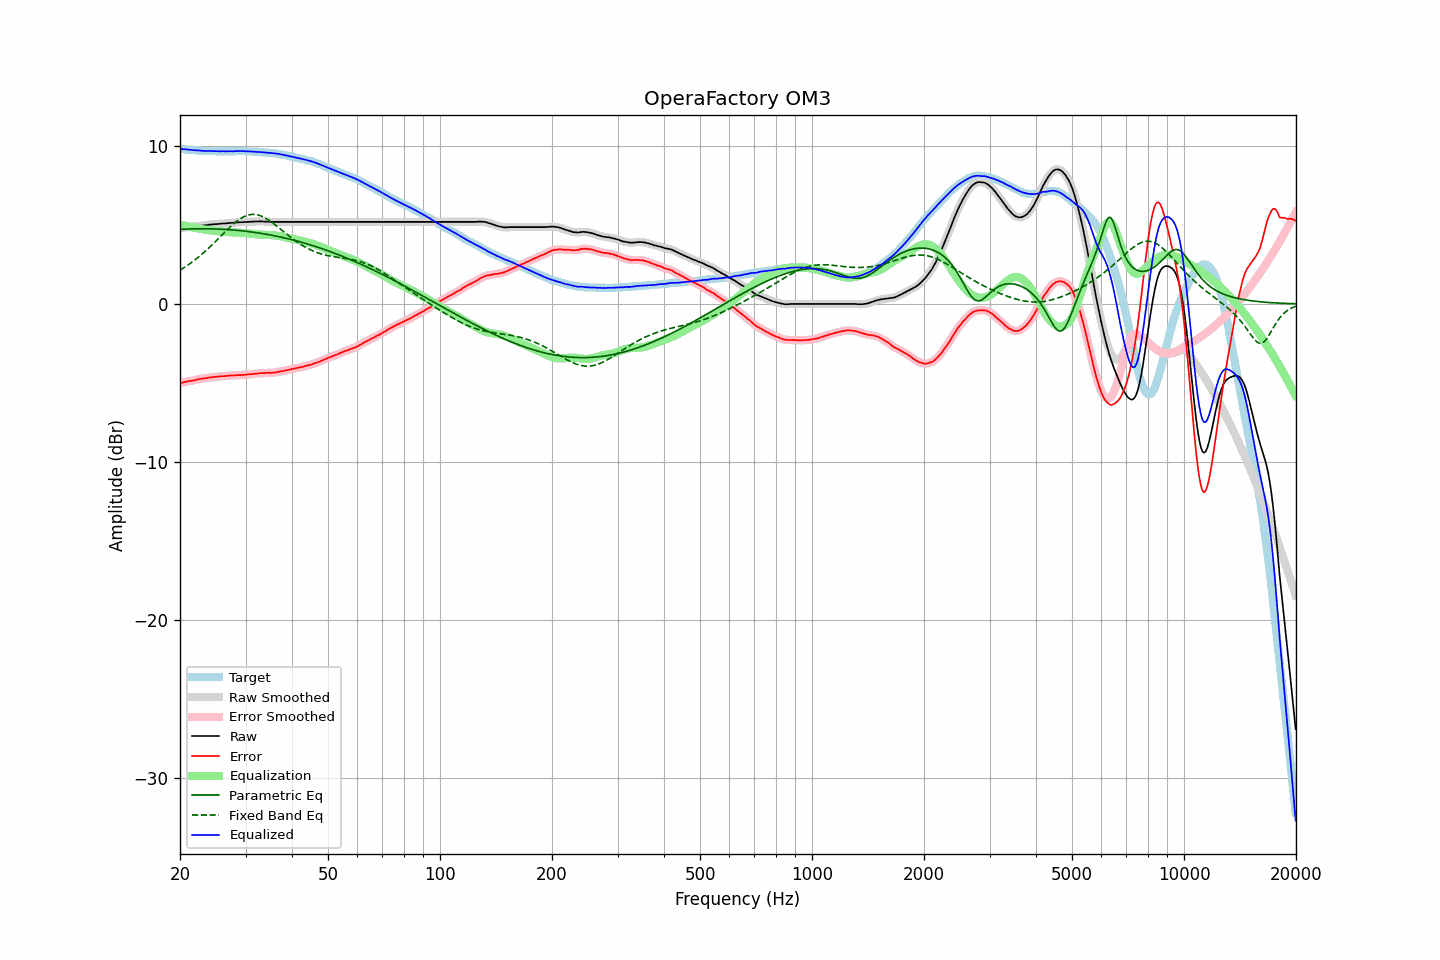 OperaFactory OM3
10
0
−10
−20
−30
Amplitude (dBr)
Target
Raw Smoothed
Error Smoothed
Raw
Error
Equalization
Parametric Eq
Fixed Band Eq
Equalized
20 50 100 200 500 1000 2000 5000 10000 20000
Frequency (Hz)